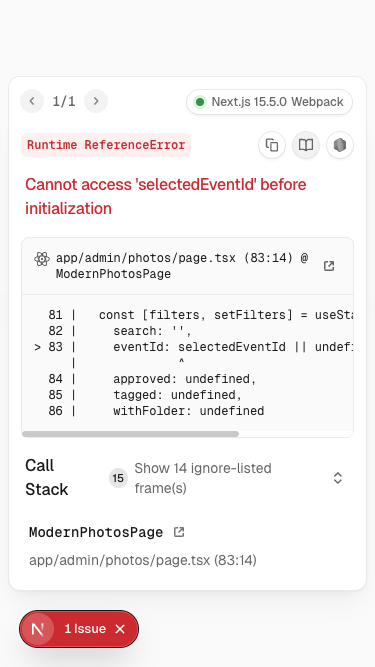 1/1
Next.js 15.5.0 Webpack
Runtime ReferenceError
Cannot access 'selectedEventId' before
initialization
app/admin/photos/page.tsx (83:14) @
ModernPhotosPage
81 |   const [filters, setFilters] = useSta
82 |     search: '',
> 83 |     eventId: selectedEventId || undef
|              ^
84 |     approved: undefined,
85 |     tagged: undefined,
86 |     withFolder: undefined
Call
Stack
15
Show 14 ignore-listed
frame(s)
ModernPhotosPage
app/admin/photos/page.tsx (83:14)
N
1 Issue